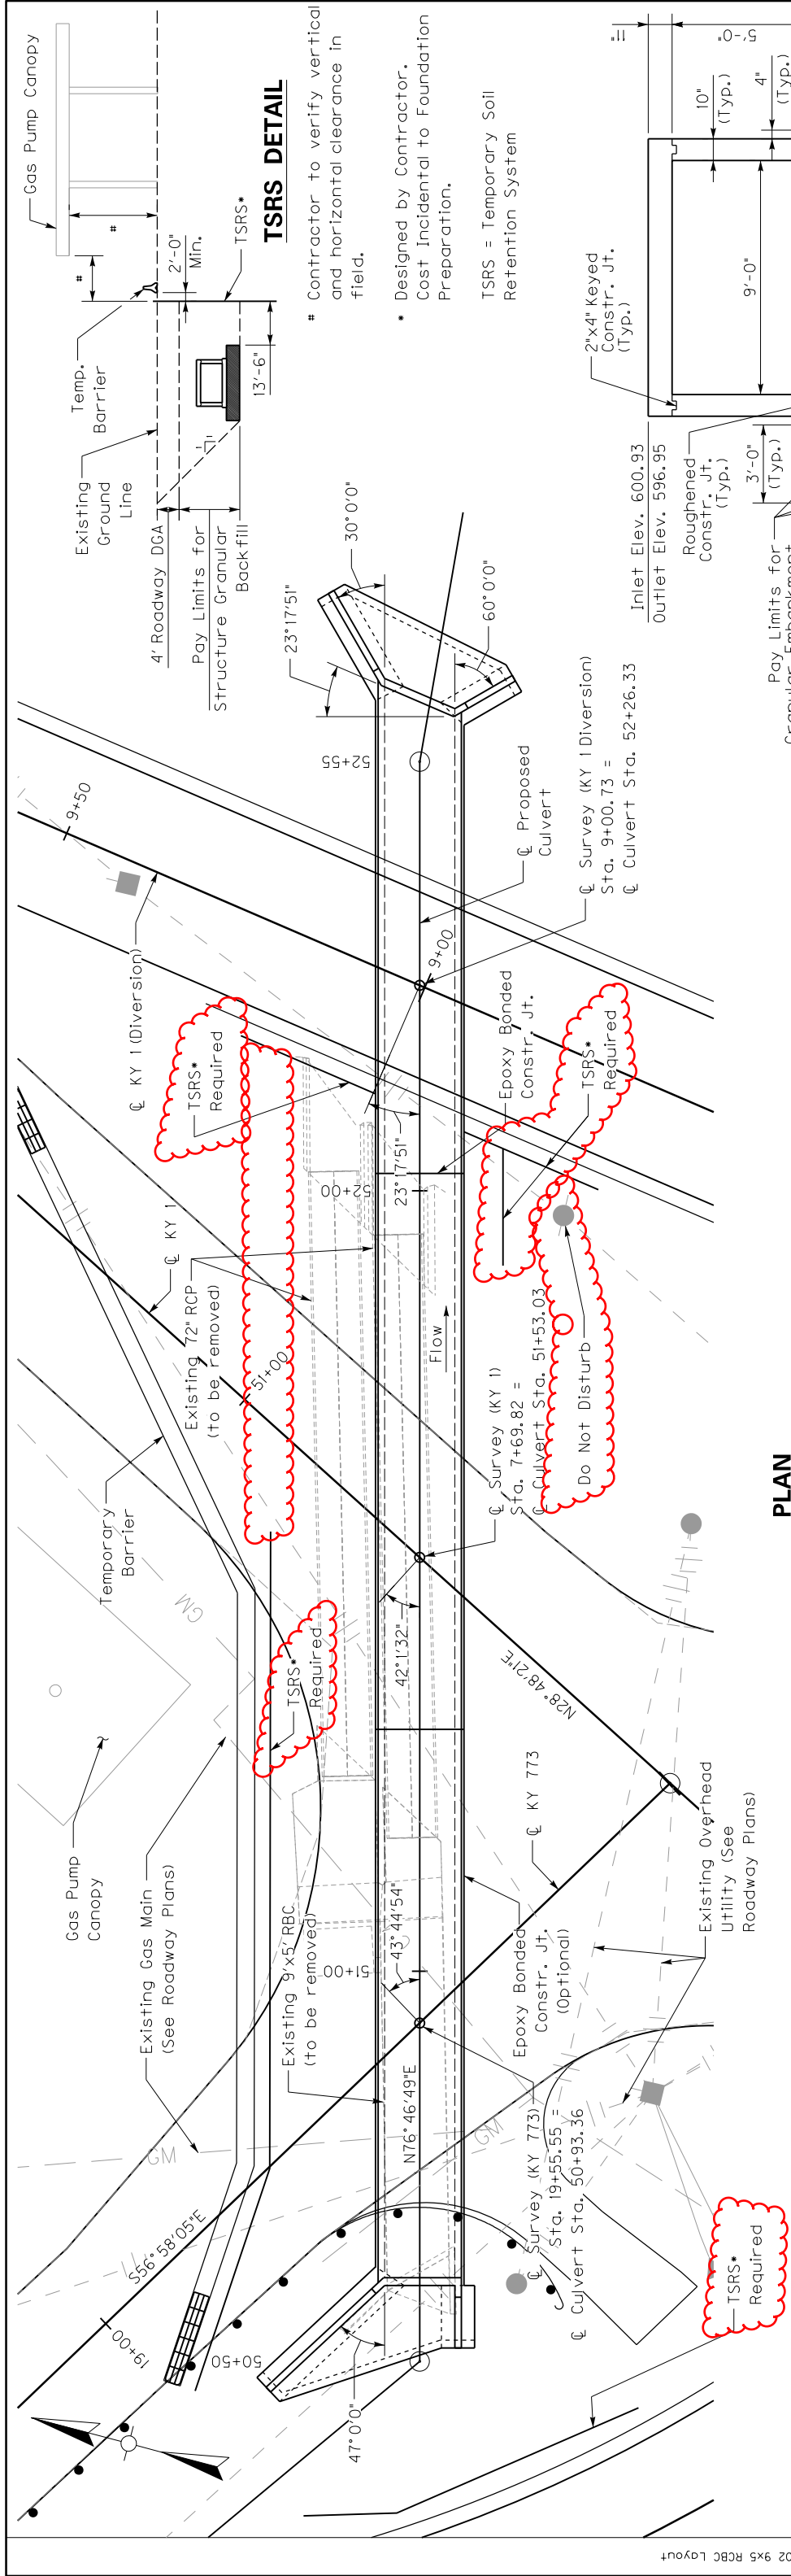 Gas Pump Canopy
Temp.
Barrier
Existing
Ground
Line
#
#
2'-0"
Min.
TSRS*
TSRS DETAIL
4' Roadway DGA
Pay Limits for
Structure Granular
Backfill
1
1
13'-6"
# Contractor to verify vertical
and horizontal clearance in
field.
* Designed by Contractor.
Cost Incidental to Foundation
Preparation.
TSRS = Temporary Soil
Retention System
11"
5'-0"
10"
(Typ.)
4"
(Typ.)
2"x4" Keyed
Constr. Jt.
(Typ.)
9'-0"
Inlet Elev. 600.93
Outlet Elev. 596.95
Roughened
Constr. Jt.
(Typ.)
3'-0"
(Typ.)
Pay Limits for
Granular Embankment
30°0'0"
23°17'51"
60°0'0"
52+55
9+50
℄ KY 1 (Diversion)
℄ Proposed
Culvert
℄ Survey (KY 1 Diversion)
Sta. 9+00.73 =
℄ Culvert Sta. 52+26.33
9+00
TSRS*
Required
Epoxy Bonded
Constr. Jt.
TSRS*
Required
23°17'51"
52+00
℄ KY 1
Existing 72" RCP
(to be removed)
51+00
Flow
℄ Survey (KY 1)
Sta. 7+69.82 =
℄ Culvert Sta. 51+53.03
Do Not Disturb
PLAN
Temporary
Barrier
GM
TSRS*
Required
42°1'32"
N28°48'21"E
Gas Pump
Canopy
Existing Gas Main
(See Roadway Plans)
℄ KY 773
Existing Overhead
Utility (See
Roadway Plans)
Existing 9'x5' RBC
(to be removed)
51+00
43°44'54"
Epoxy Bonded
Constr. Jt.
(Optional)
GM
GM
N76°46'49"E
℄ Survey (KY 773)
Sta. 19+55.55 =
℄ Culvert Sta. 50+93.36
S56°58'05"E
19+00
50+50
47°0'0"
TSRS*
Required
02 9x5 RCBC Layout